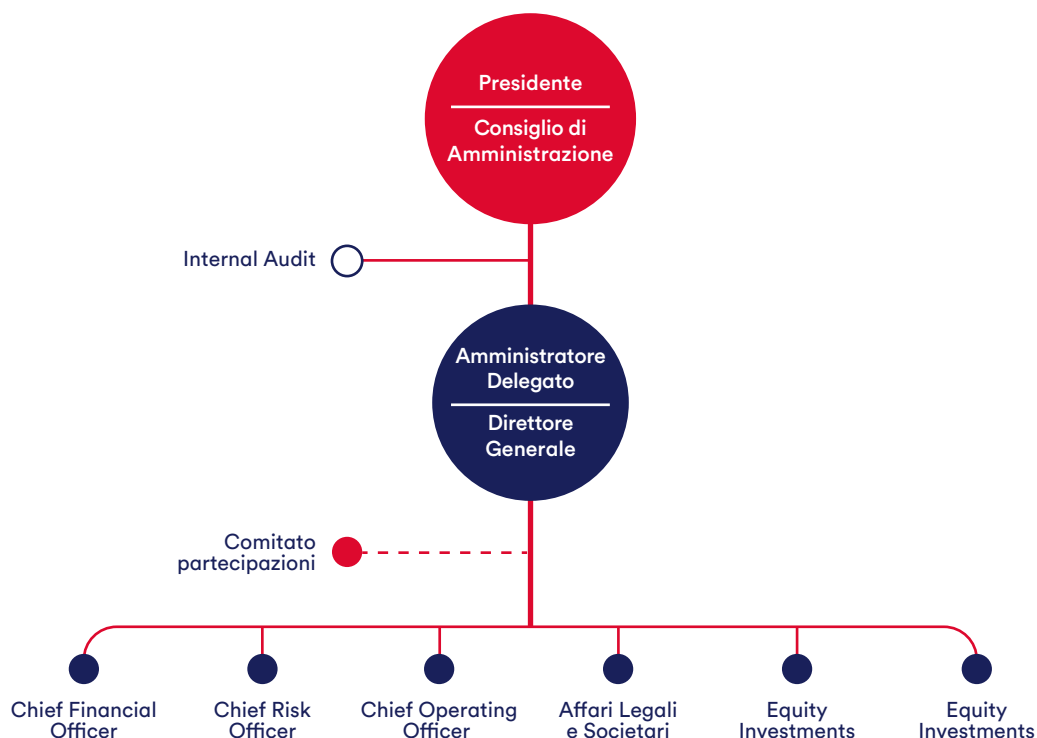 Presidente
Consiglio di
Amministrazione
Internal Audit
Amministratore
Delegato
Direttore
Generale
Comitato
partecipazioni
Chief Financial
Officer
Chief Risk
Officer
Chief Operating
Officer
Affari Legali
e Societari
Equity
Investments
Equity
Investments